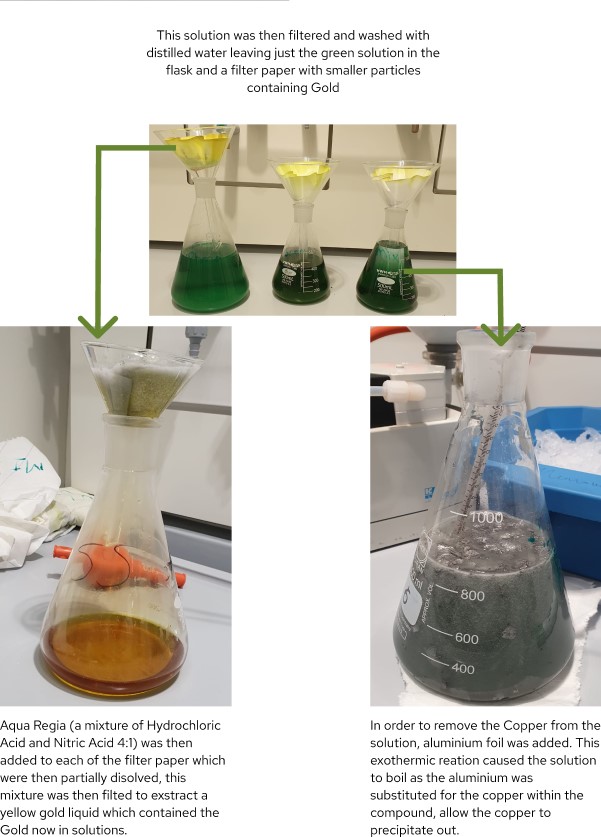 This solution was then filtered and washed with
distilled water leaving just the green solution in the
flask and a filter paper with smaller particles
containing Gold
1000
800
600
400
APPROX. VOL.
Aqua Regia (a mixture of Hydrochloric
Acid and Nitric Acid 4:1) was then
added to each of the filter paper which
were then partially disolved, this
mixture was then filted to exstract a
yellow gold liquid which contained the
Gold now in solutions.
In order to remove the Copper from the
solution, aluminium foil was added. This
exothermic reation caused the solution
to boil as the aluminium was
substituted for the copper within the
compound, allow the copper to
precipitate out.